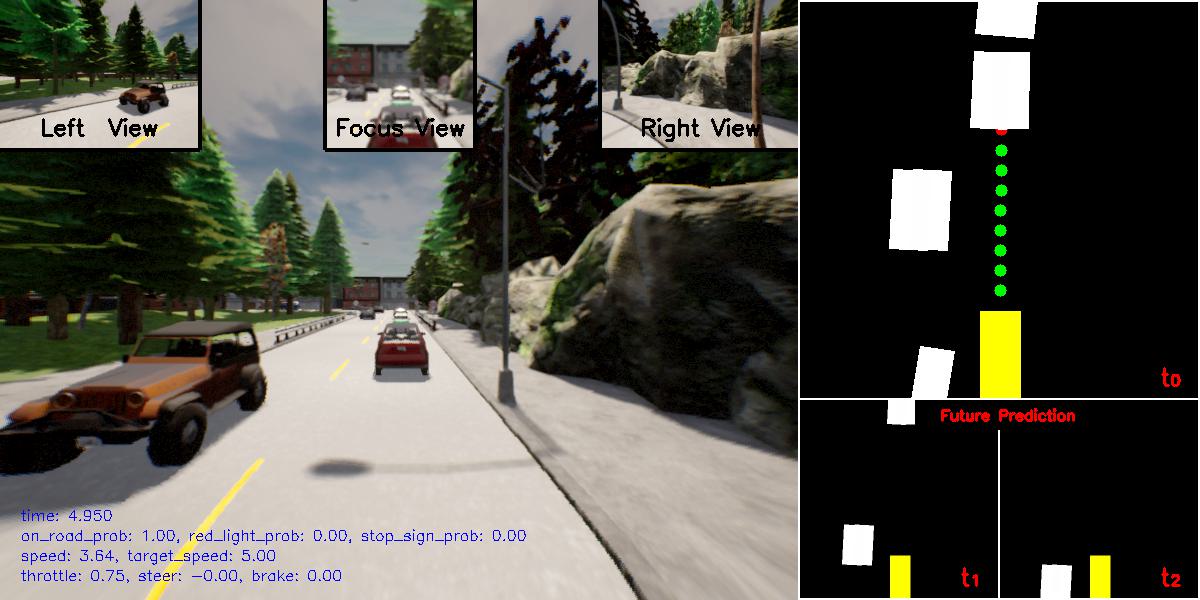 Left View
Focus View
Right View
t0
Future Prediction
time: 4.950
on_road_prob: 1.00, red_light_prob: 0.00, stop_sign_prob: 0.00
speed: 3.64, target_speed: 5.00
throttle: 0.75, steer: −0.00, brake: 0.00
t1
t2